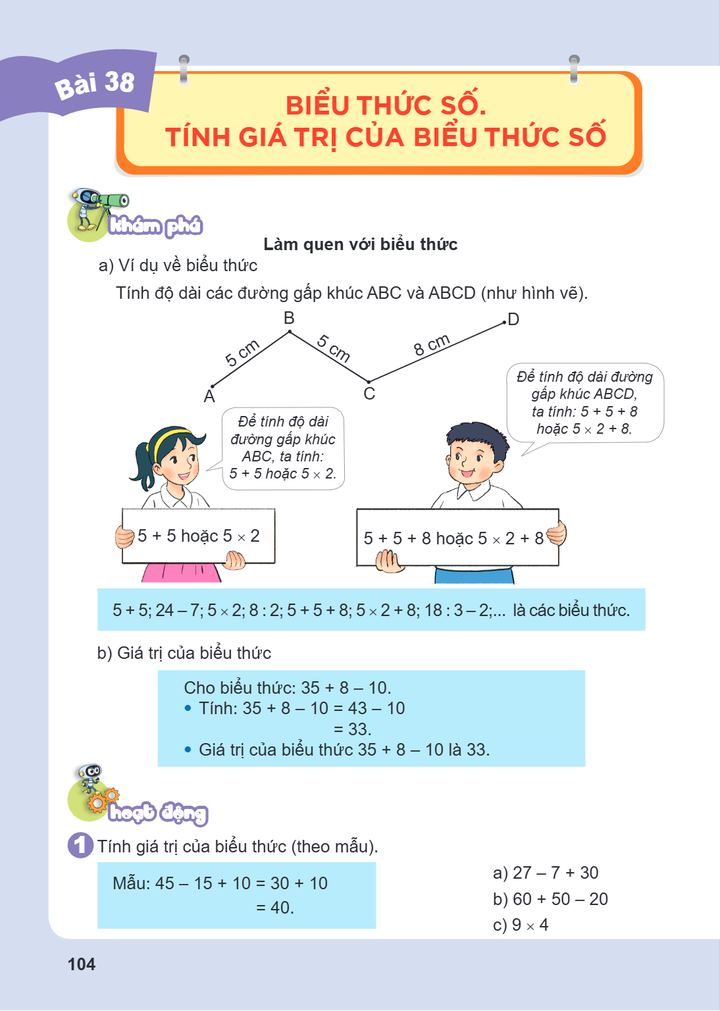 Bài 38
BIỂU THỨC SỐ.
TÍNH GIÁ TRỊ CỦA BIỂU THỨC SỐ
khám phá
Làm quen với biểu thức
a) Ví dụ về biểu thức
Tính độ dài các đường gấp khúc ABC và ABCD (như hình vẽ).
B
D
5 cm
5 cm
8 cm
A
C
Để tính độ dài
đường gấp khúc
ABC, ta tính:
5 + 5 hoặc 5 × 2.
Để tính độ dài đường
gấp khúc ABCD,
ta tính: 5 + 5 + 8
hoặc 5 × 2 + 8.
5 + 5 hoặc 5 × 2
5 + 5 + 8 hoặc 5 × 2 + 8
5 + 5; 24 – 7; 5 × 2; 8 : 2; 5 + 5 + 8; 5 × 2 + 8; 18 : 3 – 2;... là các biểu thức.
b) Giá trị của biểu thức
Cho biểu thức: 35 + 8 – 10.
• Tính: 35 + 8 – 10 = 43 – 10
= 33.
• Giá trị của biểu thức 35 + 8 – 10 là 33.
hoạt động
1 Tính giá trị của biểu thức (theo mẫu).
Mẫu: 45 – 15 + 10 = 30 + 10
= 40.
a) 27 – 7 + 30
b) 60 + 50 – 20
c) 9 × 4
104